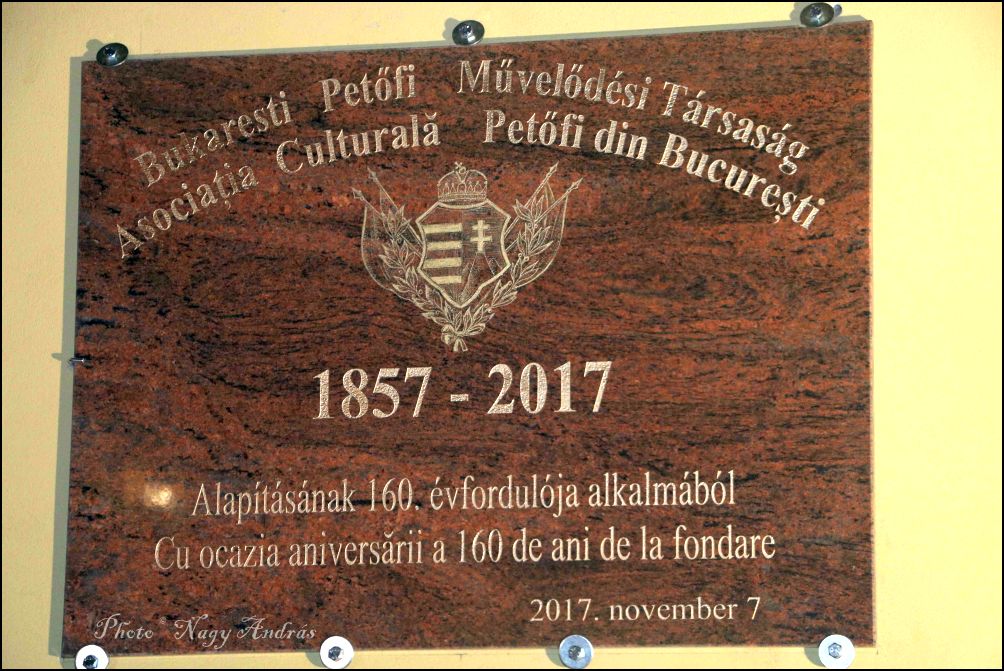 Bukaresti Petőfi Művelődési Társaság
Asociația Culturală Petőfi din București
1857 - 2017
Alapításának 160. évfordulója alkalmából
Cu ocazia aniversării a 160 de ani de la fondare
2017. november 7
Photo Nagy András